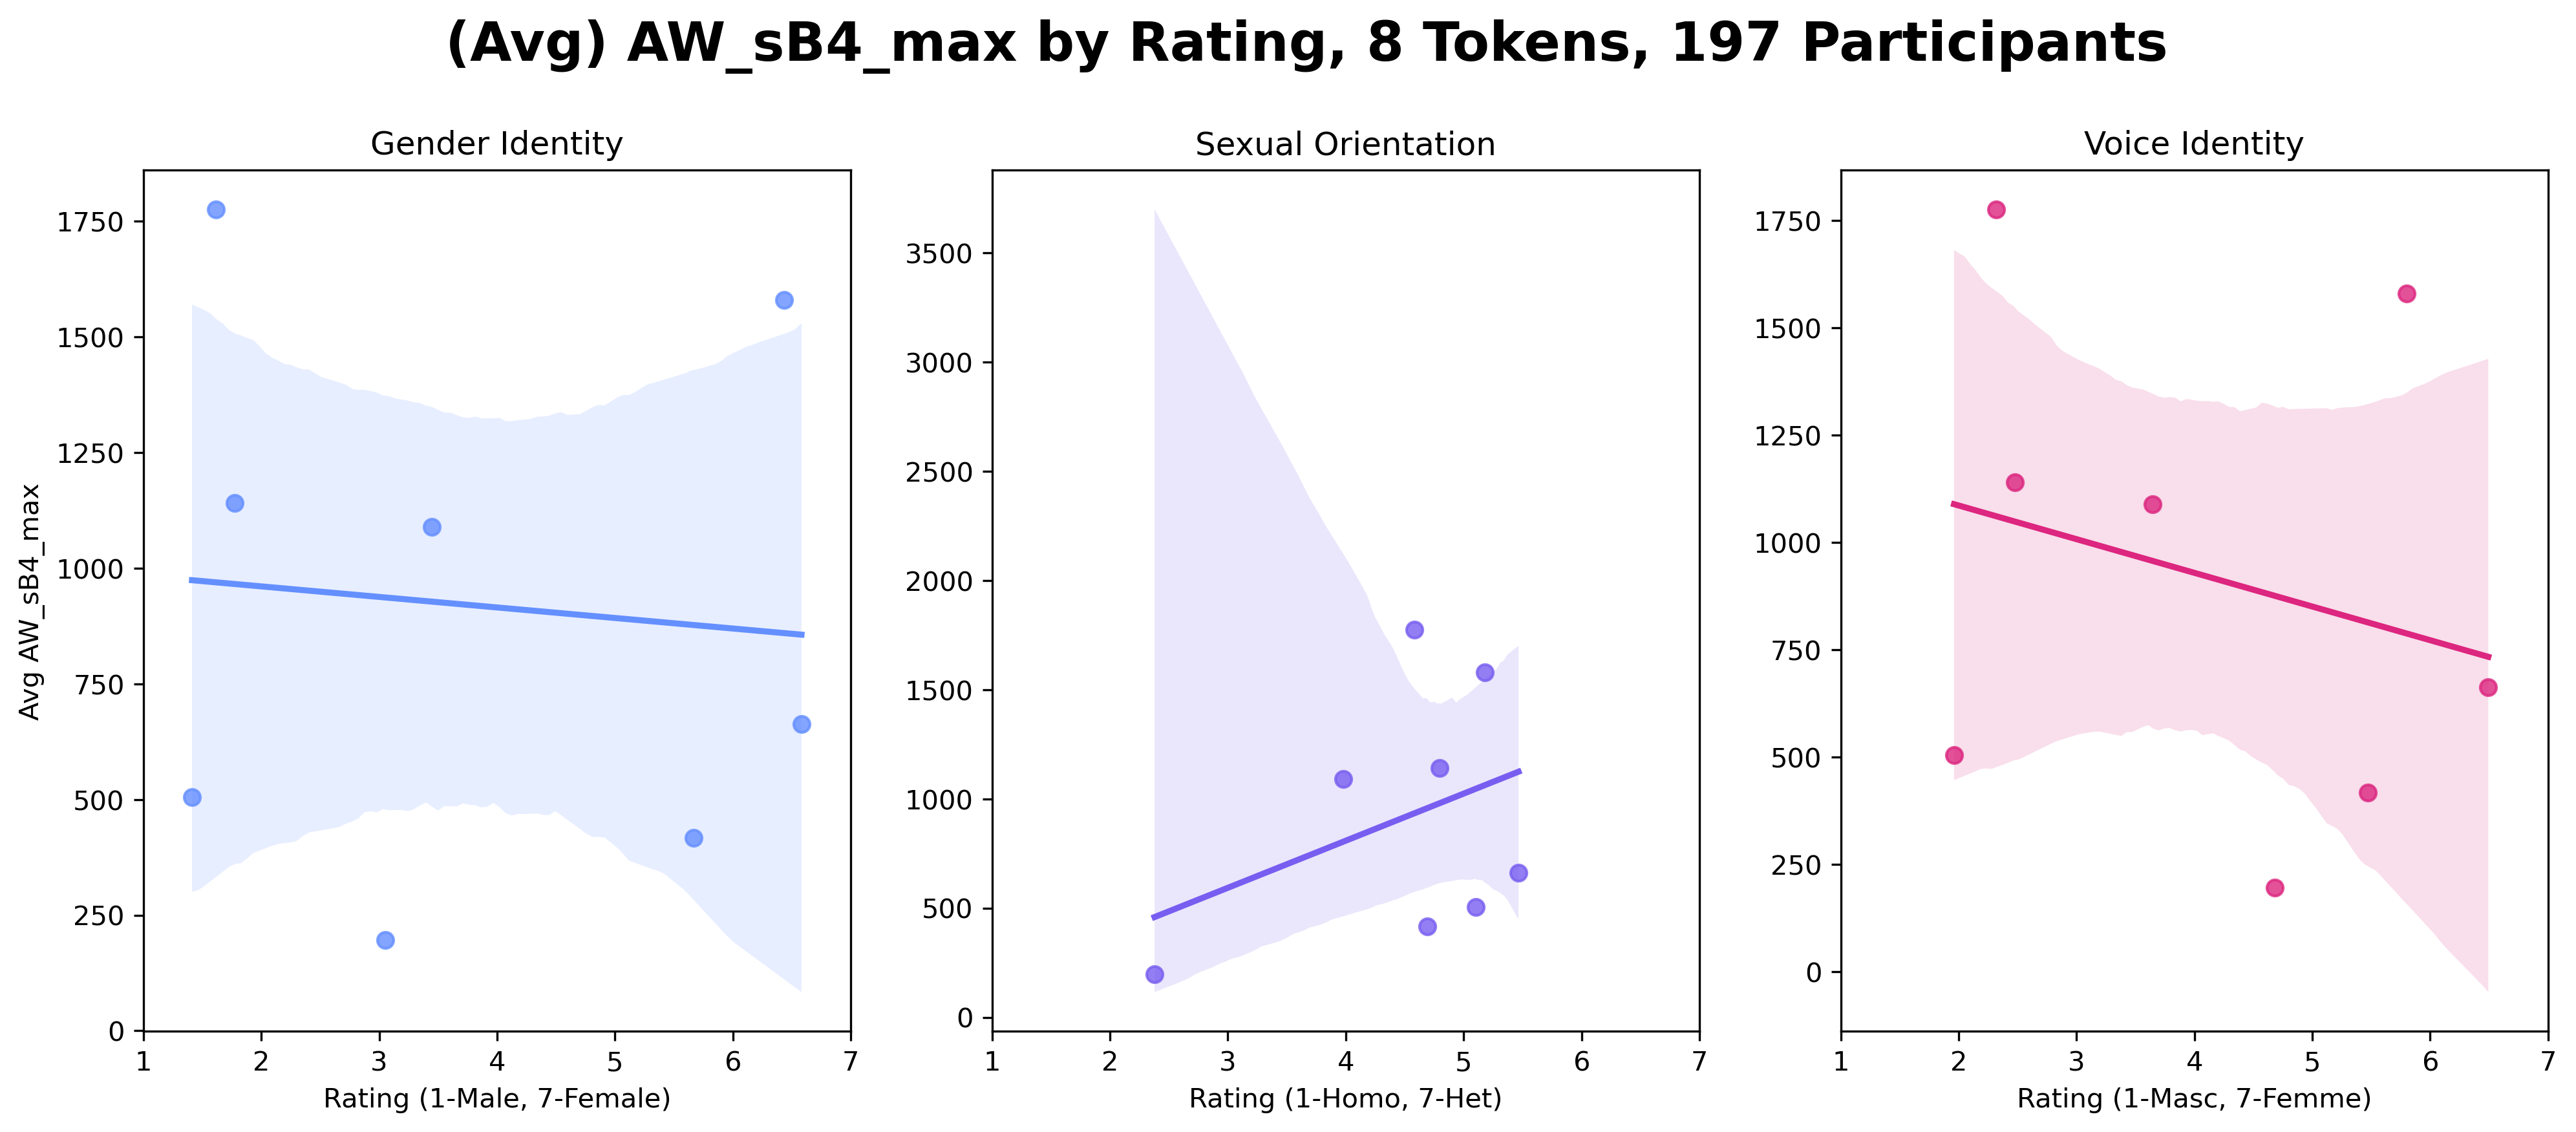 (Avg) AW_sB4_max by Rating, 8 Tokens, 197 Participants
Gender Identity
Avg AW_sB4_max
1750
1500
1250
1000
750
500
250
0
1 2 3 4 5 6 7
Rating (1-Male, 7-Female)
Sexual Orientation
3500
3000
2500
2000
1500
1000
500
0
1 2 3 4 5 6 7
Rating (1-Homo, 7-Het)
Voice Identity
1750
1500
1250
1000
750
500
250
0
1 2 3 4 5 6 7
Rating (1-Masc, 7-Femme)